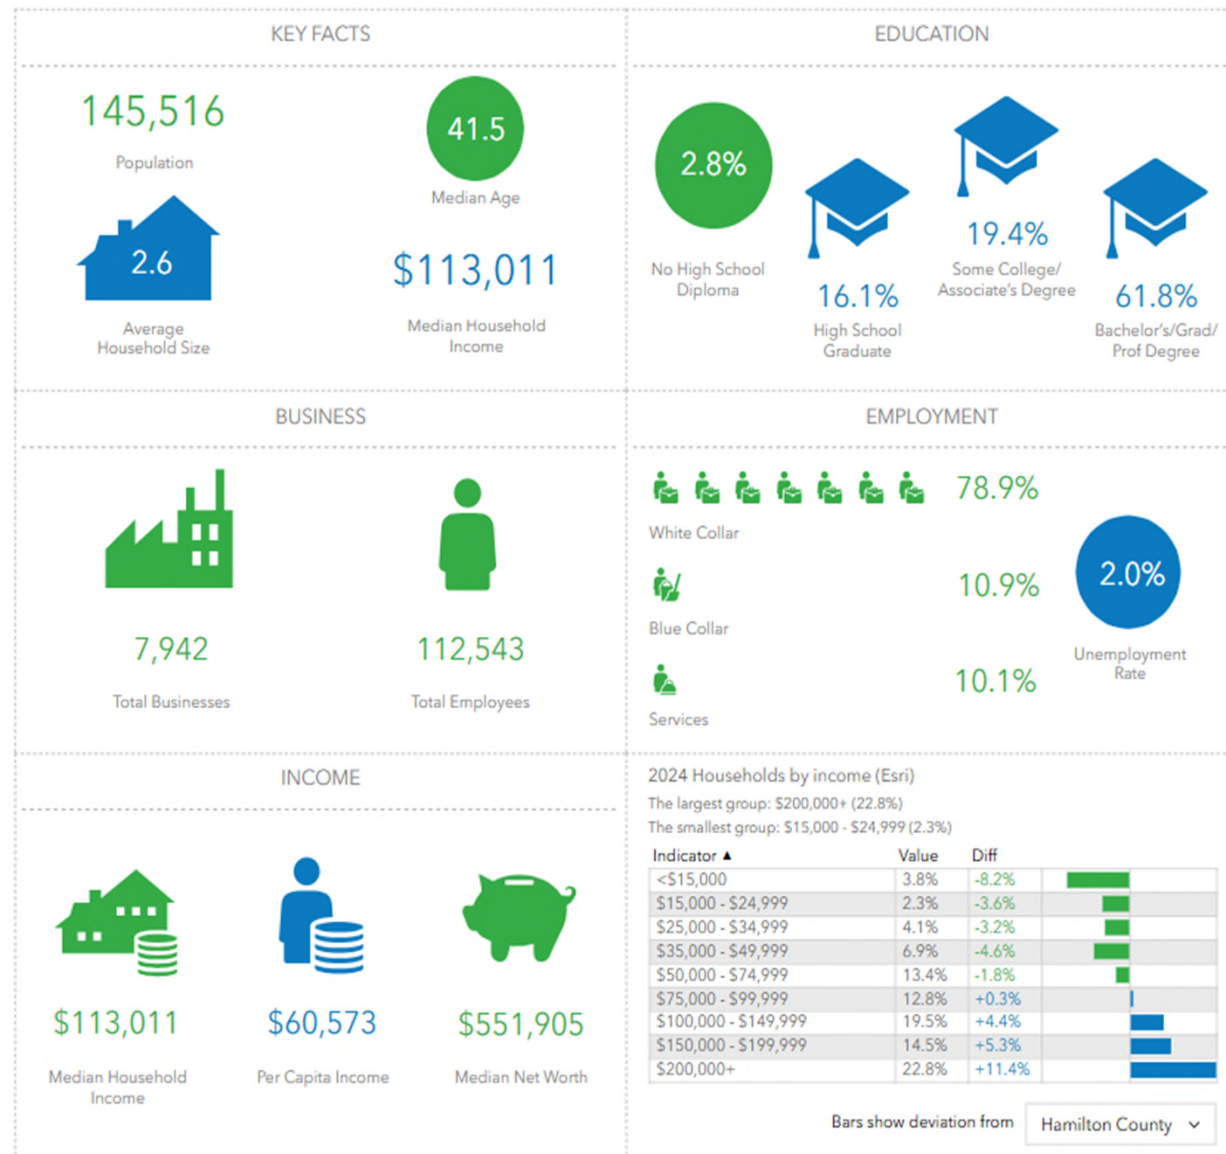 KEY FACTS
145,516
Population
41.5
Median Age
2.6
Average
Household Size
$113,011
Median Household
Income
EDUCATION
2.8%
No High School
Diploma
16.1%
High School
Graduate
19.4%
Some College/
Associate's Degree
61.8%
Bachelor's/Grad/
Prof Degree
BUSINESS
7,942
Total Businesses
112,543
Total Employees
EMPLOYMENT
78.9%
White Collar
10.9%
Blue Collar
10.1%
Services
2.0%
Unemployment
Rate
INCOME
$113,011
Median Household
Income
$60,573
Per Capita Income
$551,905
Median Net Worth
2024 Households by income (Esri)
The largest group: $200,000+ (22.8%)
The smallest group: $15,000 - $24,999 (2.3%)
Indicator ▲ Value Diff
<$15,000 3.8% -8.2%
$15,000 - $24,999 2.3% -3.6%
$25,000 - $34,999 4.1% -3.2%
$35,000 - $49,999 6.9% -4.6%
$50,000 - $74,999 13.4% -1.8%
$75,000 - $99,999 12.8% +0.3%
$100,000 - $149,999 19.5% +4.4%
$150,000 - $199,999 14.5% +5.3%
$200,000+ 22.8% +11.4%
Bars show deviation from Hamilton County